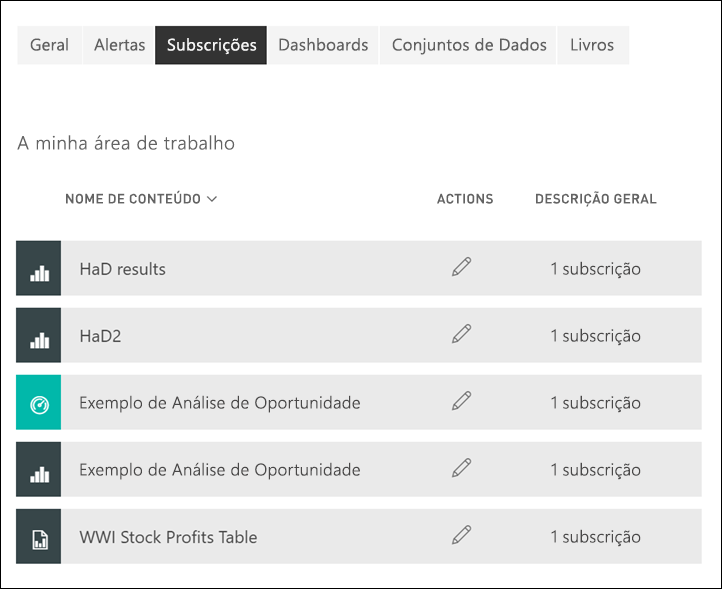 Geral Alertas Subscrições Dashboards Conjuntos de Dados Livros
A minha área de trabalho
NOME DE CONTEÚDO ACTIONS DESCRIÇÃO GERAL
HaD results 1 subscrição
HaD2 1 subscrição
Exemplo de Análise de Oportunidade 1 subscrição
Exemplo de Análise de Oportunidade 1 subscrição
WWI Stock Profits Table 1 subscrição